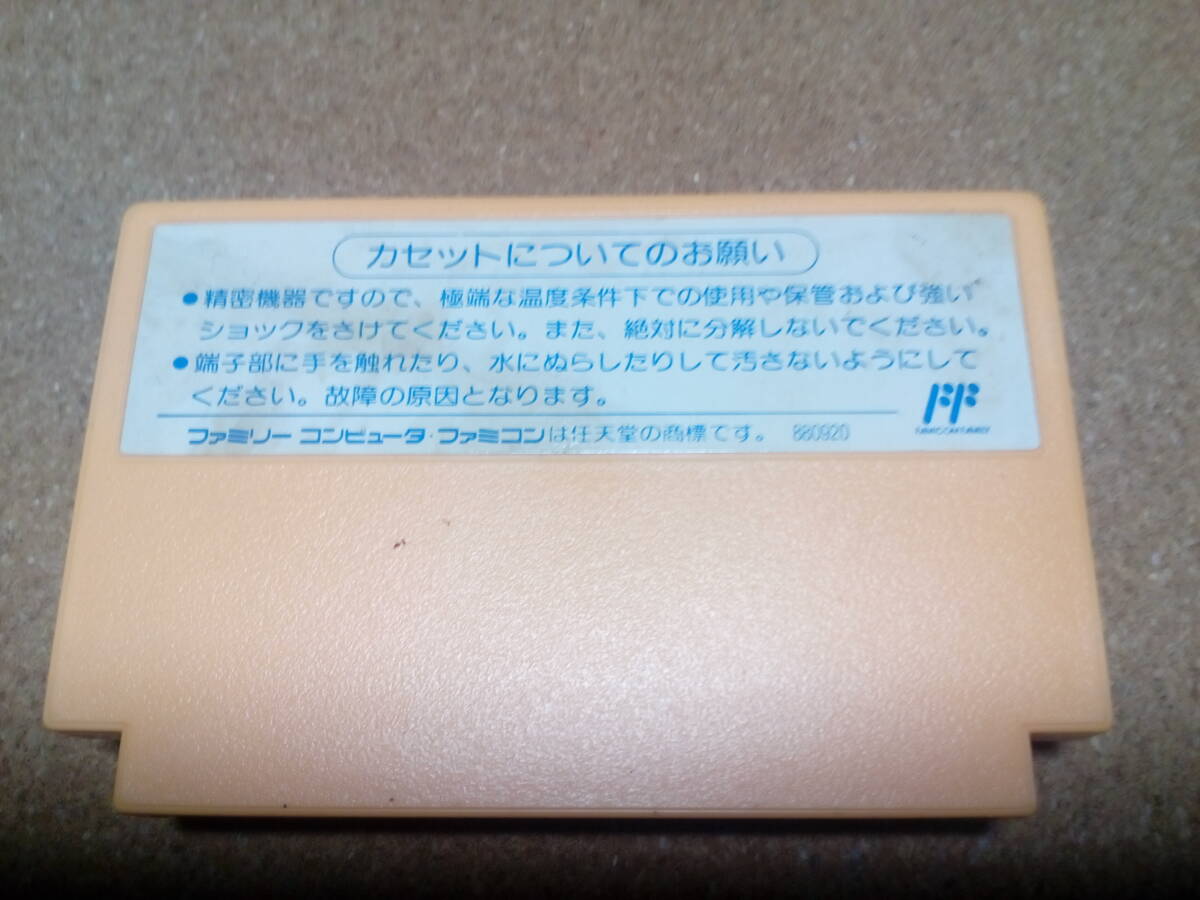 カセットについてのお願い
●精密機器ですので、極端な温度条件下での使用や保管および強い
ショックをさけてください。また、絶対に分解しないでください。
●端子部に手を触れたり、水にぬらしたりして汚さないようにして
ください。故障の原因となります。
ファミリーコンピュータ・ファミコンは任天堂の商標です。 880920